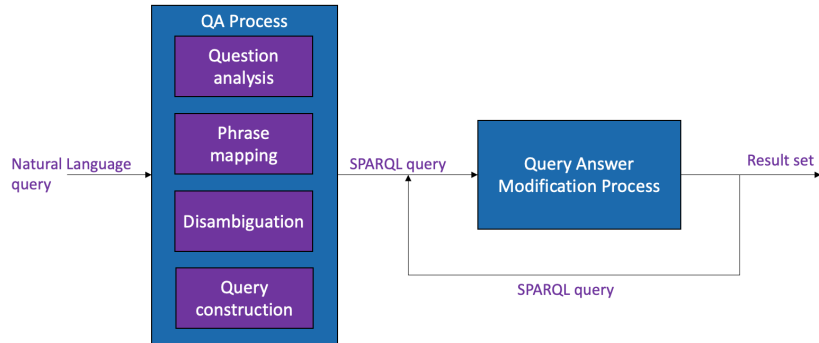 QA Process
Question
analysis
Phrase
mapping
Disambiguation
Query
construction
Natural Language
query
SPARQL query
Query Answer
Modification Process
Result set
SPARQL query